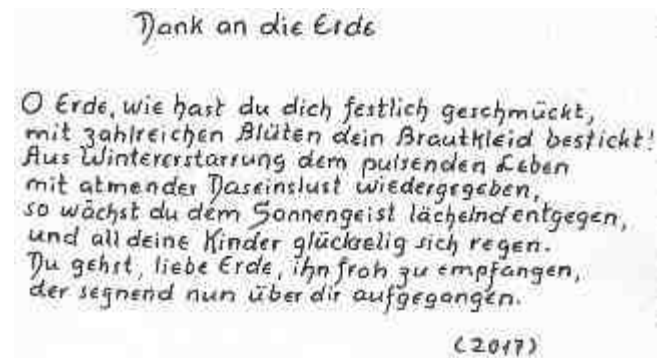 Dank an die Erde
O Erde, wie hast du dich festlich geschmückt,
mit zahlreichen Blüten dein Brautkleid bestickt!
Aus Wintererstarrung dem pulsenden Leben
mit atmender Daseinslust wiedergegeben,
so wächst du dem Sonnengeist lächelnd entgegen,
und all deine Kinder glückselig sich regen.
Du gehst, liebe Erde, ihn froh zu empfangen,
der segnend nun über dir aufgegangen.
(2017)